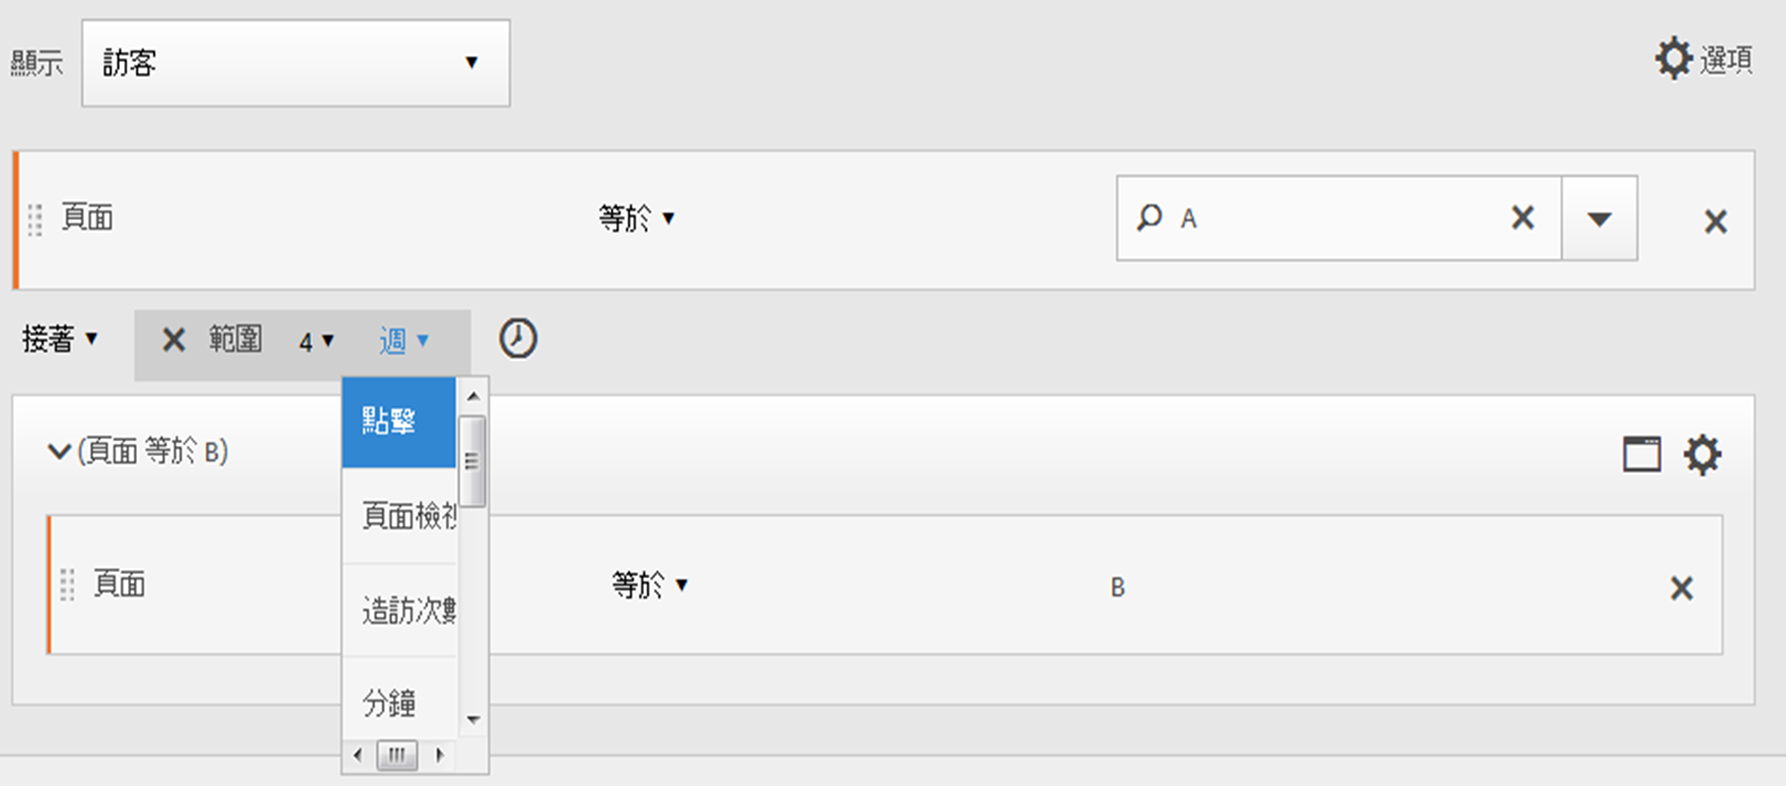 顯示 訪客 選項
頁面 等於 A
接著 範圍 4 週
點擊
(頁面 等於 B)
頁面檢視
造訪次數
頁面 等於 B
分鐘